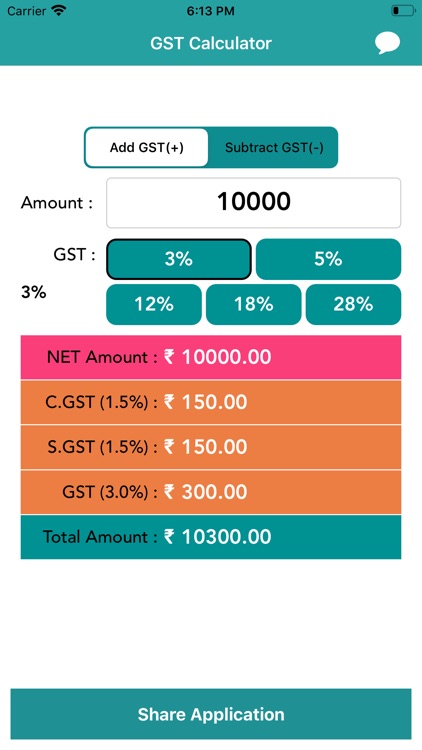 Carrier 6:13 PM
GST Calculator
Add GST(+) Subtract GST(-)
Amount : 10000
GST : 3% 5%
3%
12% 18% 28%
NET Amount : ₹ 10000.00
C.GST (1.5%) : ₹ 150.00
S.GST (1.5%) : ₹ 150.00
GST (3.0%) : ₹ 300.00
Total Amount : ₹ 10300.00
Share Application